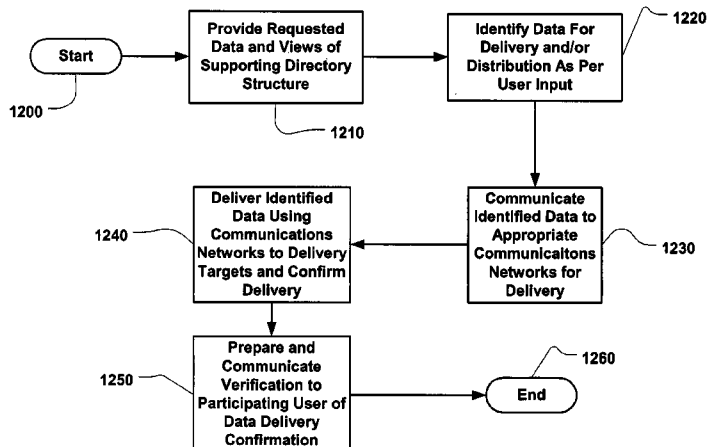 Start
1200
Provide Requested
Data and Views of
Supporting Directory
Structure
1210
Identify Data For
Delivery and/or
Distribution As Per
User Input
1220
Communicate
Identified Data to
Appropriate
Communicaitons
Networks for
Delivery
1230
Deliver Identified
Data Using
Communications
Networks to Delivery
Targets and Confirm
Delivery
1240
Prepare and
Communicate
Verification to
Participating User of
Data Delivery
Confirmation
1250
End
1260